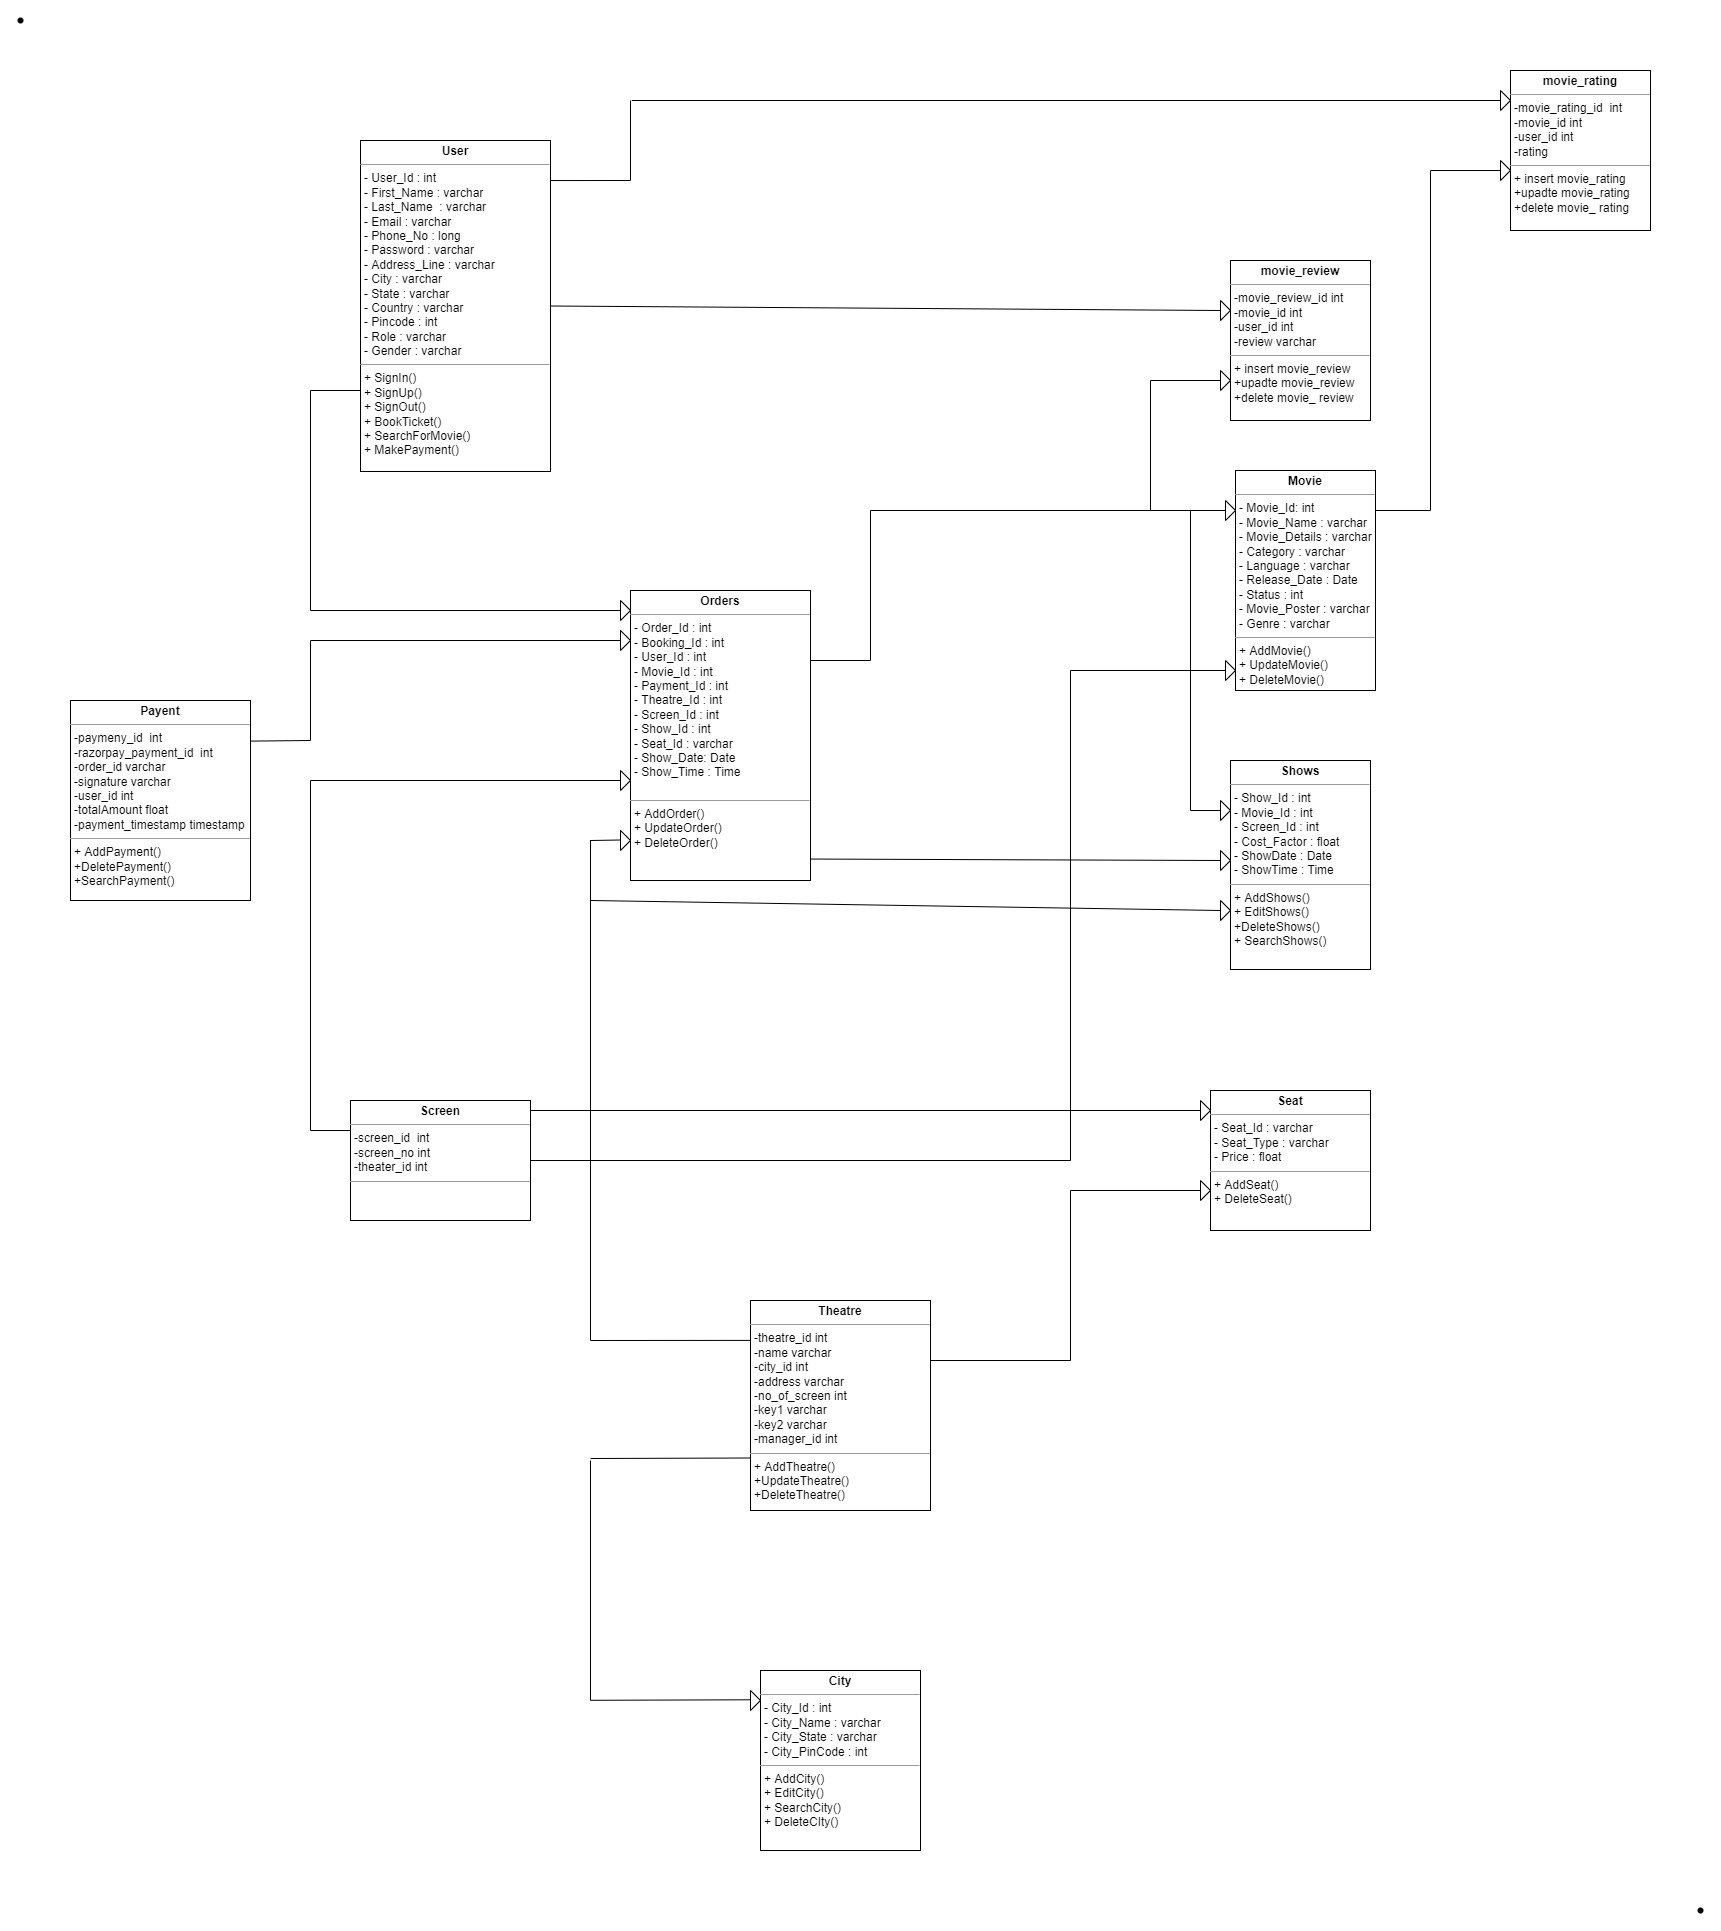 movie_rating
-movie_rating_id  int
-movie_id int
-user_id int
-rating
+ insert movie_rating
+upadte movie_rating
+delete movie_ rating
User
- User_Id : int
- First_Name : varchar
- Last_Name  : varchar
- Email : varchar
- Phone_No : long
- Password : varchar
- Address_Line : varchar
- City : varchar
- State : varchar
- Country : varchar
- Pincode : int
- Role : varchar
- Gender : varchar
+ SignIn()
+ SignUp()
+ SignOut()
+ BookTicket()
+ SearchForMovie()
+ MakePayment()
movie_review
-movie_review_id int
-movie_id int
-user_id int
-review varchar
+ insert movie_review
+upadte movie_review
+delete movie_ review
Movie
- Movie_Id: int
- Movie_Name : varchar
- Movie_Details : varchar
- Category : varchar
- Language : varchar
- Release_Date : Date
- Status : int
- Movie_Poster : varchar
- Genre : varchar
+ AddMovie()
+ UpdateMovie()
+ DeleteMovie()
Orders
- Order_Id : int
- Booking_Id : int
- User_Id : int
- Movie_Id : int
- Payment_Id : int
- Theatre_Id : int
- Screen_Id : int
- Show_Id : int
- Seat_Id : varchar
- Show_Date: Date
- Show_Time : Time
+ AddOrder()
+ UpdateOrder()
+ DeleteOrder()
Payent
-paymeny_id  int
-razorpay_payment_id  int
-order_id varchar
-signature varchar
-user_id int
-totalAmount float
-payment_timestamp timestamp
+ AddPayment()
+DeletePayment()
+SearchPayment()
Shows
- Show_Id : int
- Movie_Id : int
- Screen_Id : int
- Cost_Factor : float
- ShowDate : Date
- ShowTime : Time
+ AddShows()
+ EditShows()
+DeleteShows()
+ SearchShows()
Screen
-screen_id  int
-screen_no int
-theater_id int
Seat
- Seat_Id : varchar
- Seat_Type : varchar
- Price : float
+ AddSeat()
+ DeleteSeat()
Theatre
-theatre_id int
-name varchar
-city_id int
-address varchar
-no_of_screen int
-key1 varchar
-key2 varchar
-manager_id int
+ AddTheatre()
+UpdateTheatre()
+DeleteTheatre()
City
- City_Id : int
- City_Name : varchar
- City_State : varchar
- City_PinCode : int
+ AddCity()
+ EditCity()
+ SearchCity()
+ DeleteCIty()